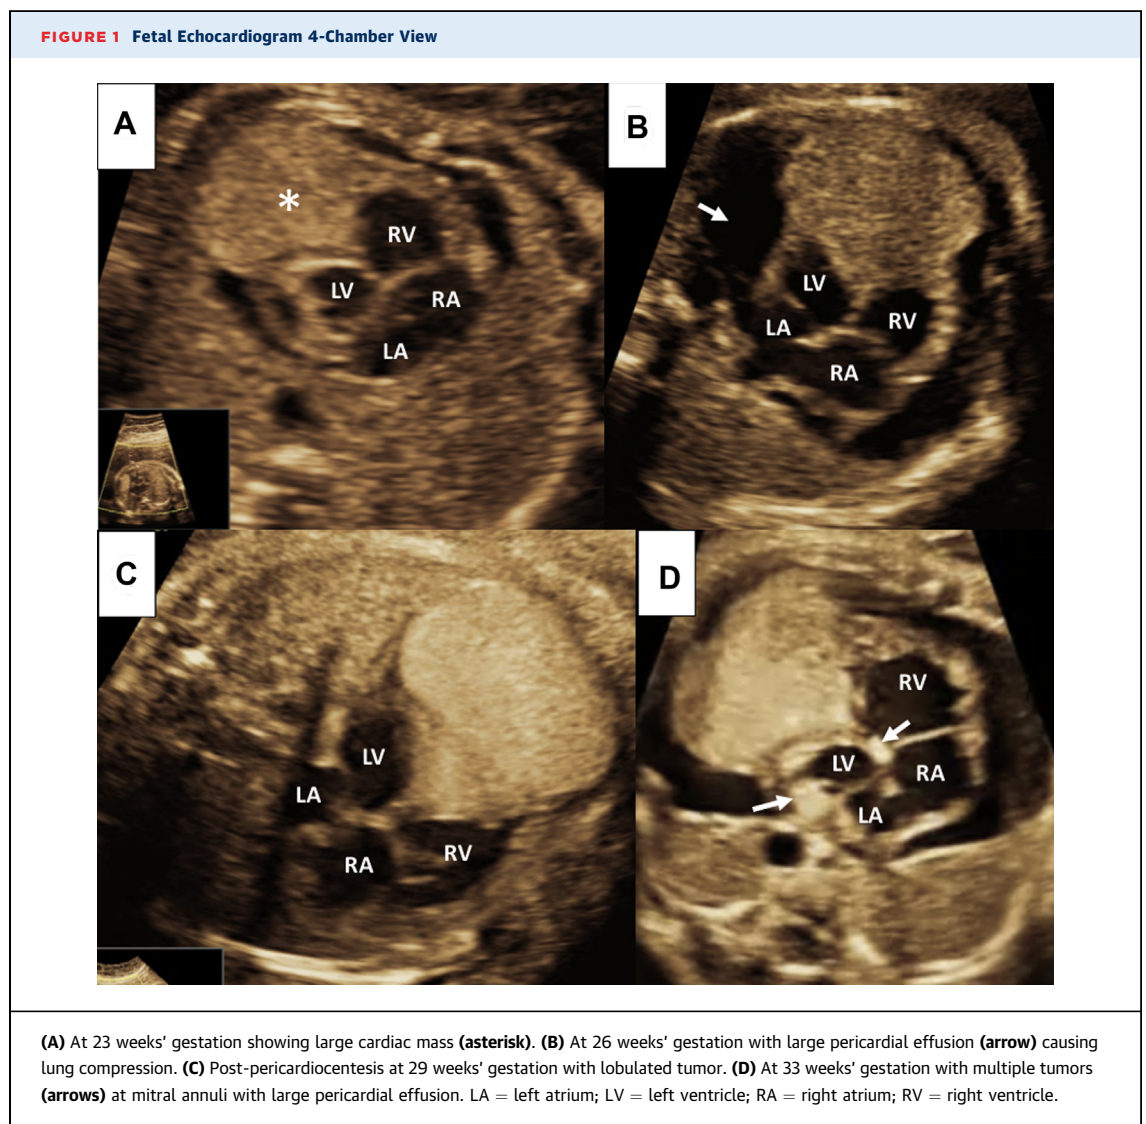 FIGURE 1 Fetal Echocardiogram 4-Chamber View
A
*
RV
LV
RA
LA
B
LV
LA
RV
RA
C
LV
LA
RA
RV
D
RV
LV
RA
LA
(A) At 23 weeks' gestation showing large cardiac mass (asterisk). (B) At 26 weeks' gestation with large pericardial effusion (arrow) causing
lung compression. (C) Post-pericardiocentesis at 29 weeks' gestation with lobulated tumor. (D) At 33 weeks' gestation with multiple tumors
(arrows) at mitral annuli with large pericardial effusion. LA = left atrium; LV = left ventricle; RA = right atrium; RV = right ventricle.